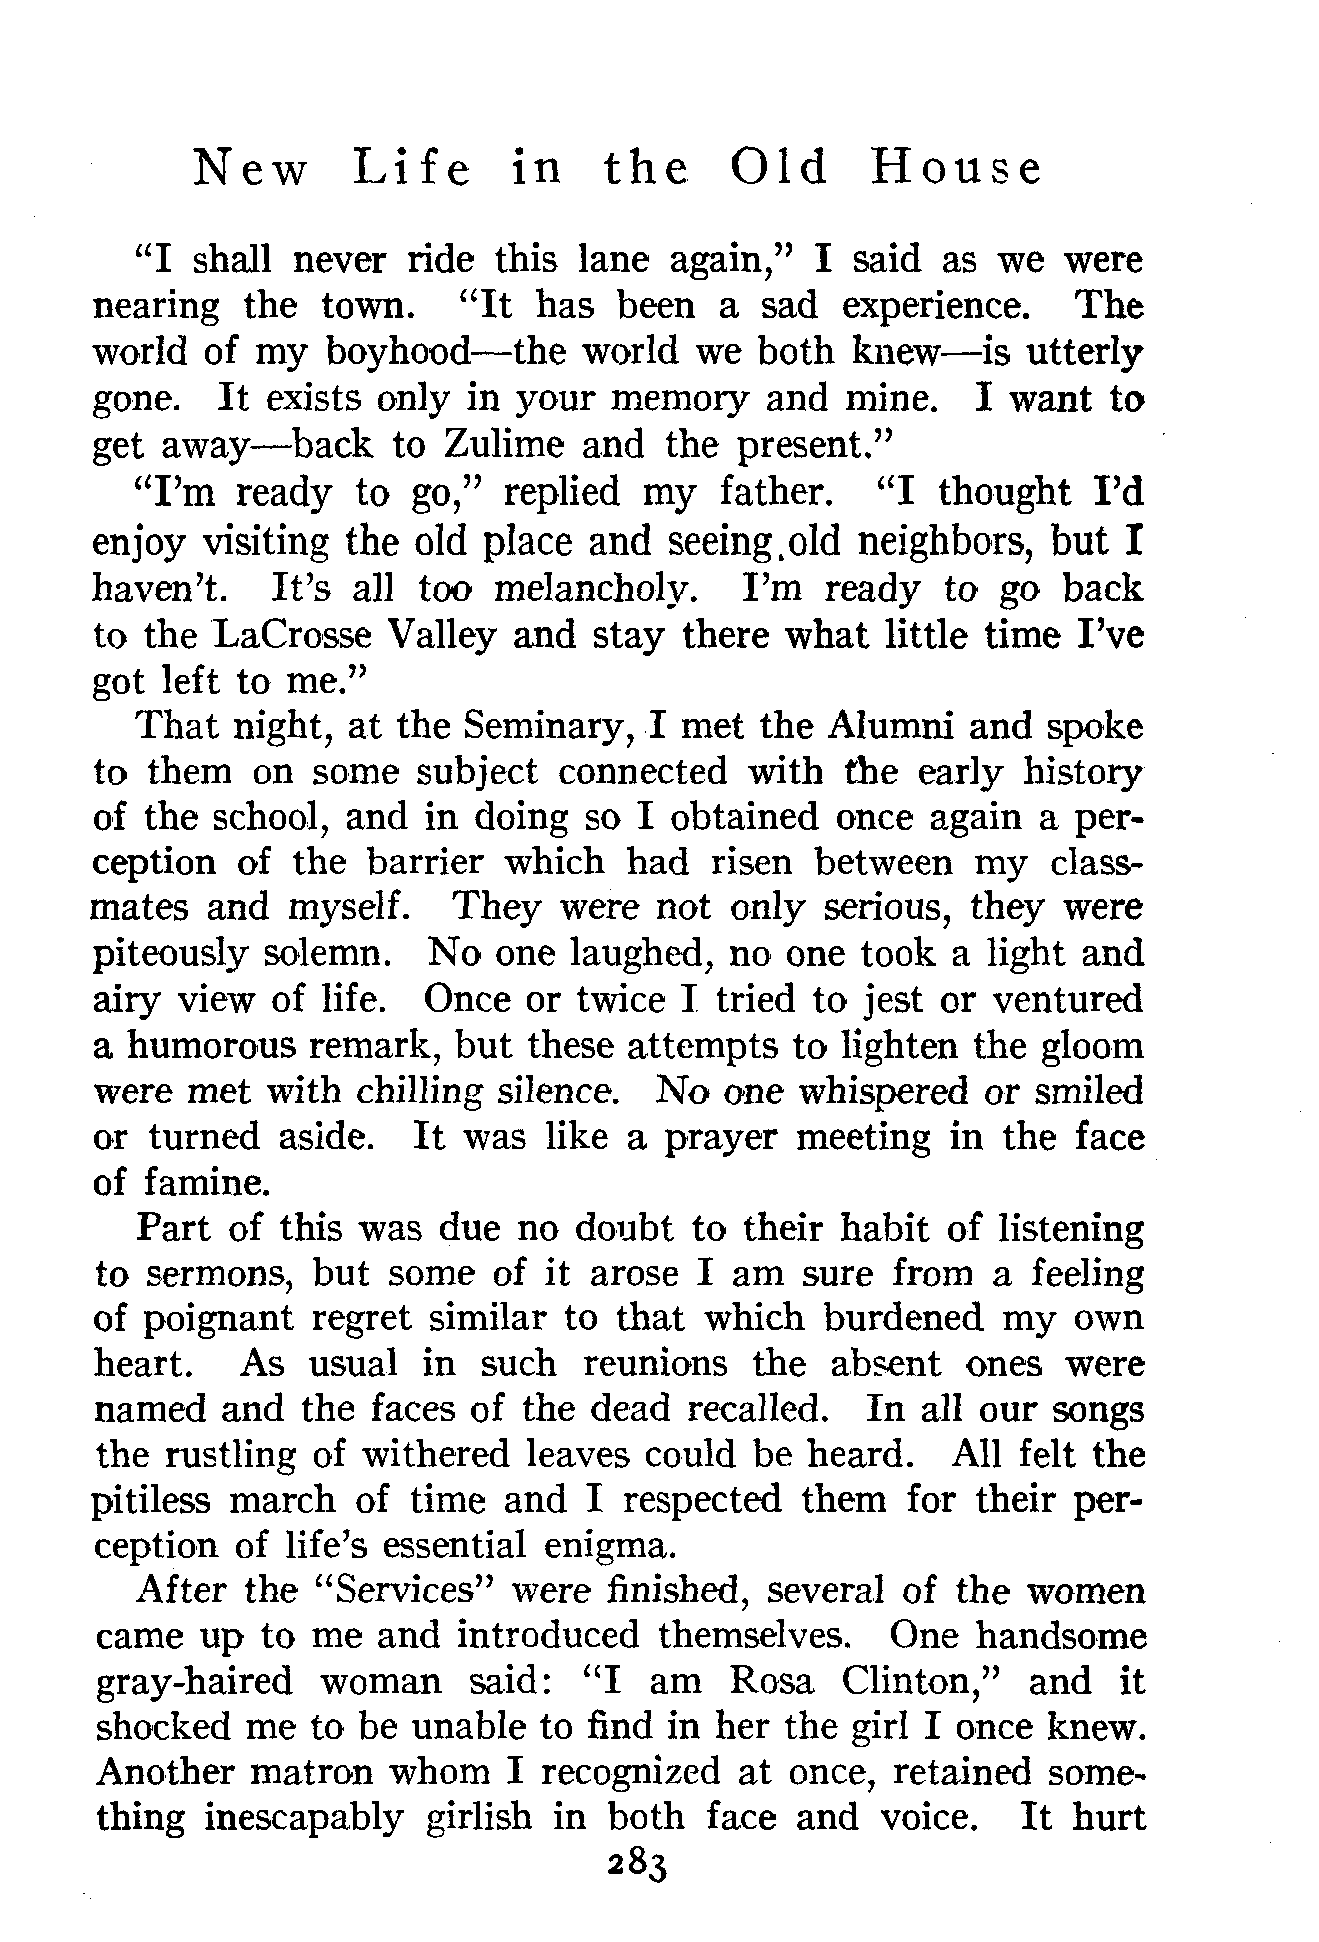 New Life in the Old House
“I shall never ride this lane again,” I said as we were
nearing the town. “It has been a sad experience. The
world of my boyhood—the world we both knew—is utterly
gone. It exists only in your memory and mine. I want to
get away—back to Zulime and the present.”
“I’m ready to go,” replied my father. “I thought I’d
enjoy visiting the old place and seeing old neighbors, but I
haven’t. It’s all too melancholy. I’m ready to go back
to the LaCrosse Valley and stay there what little time I’ve
got left to me.”
That night, at the Seminary, I met the Alumni and spoke
to them on some subject connected with the early history
of the school, and in doing so I obtained once again a per-
ception of the barrier which had risen between my class-
mates and myself. They were not only serious, they were
piteously solemn. No one laughed, no one took a light and
airy view of life. Once or twice I tried to jest or ventured
a humorous remark, but these attempts to lighten the gloom
were met with chilling silence. No one whispered or smiled
or turned aside. It was like a prayer meeting in the face
of famine.
Part of this was due no doubt to their habit of listening
to sermons, but some of it arose I am sure from a feeling
of poignant regret similar to that which burdened my own
heart. As usual in such reunions the absent ones were
named and the faces of the dead recalled. In all our songs
the rustling of withered leaves could be heard. All felt the
pitiless march of time and I respected them for their per-
ception of life’s essential enigma.
After the “Services” were finished, several of the women
came up to me and introduced themselves. One handsome
gray-haired woman said: “I am Rosa Clinton,” and it
shocked me to be unable to find in her the girl I once knew.
Another matron whom I recognized at once, retained some-
thing inescapably girlish in both face and voice. It hurt
283